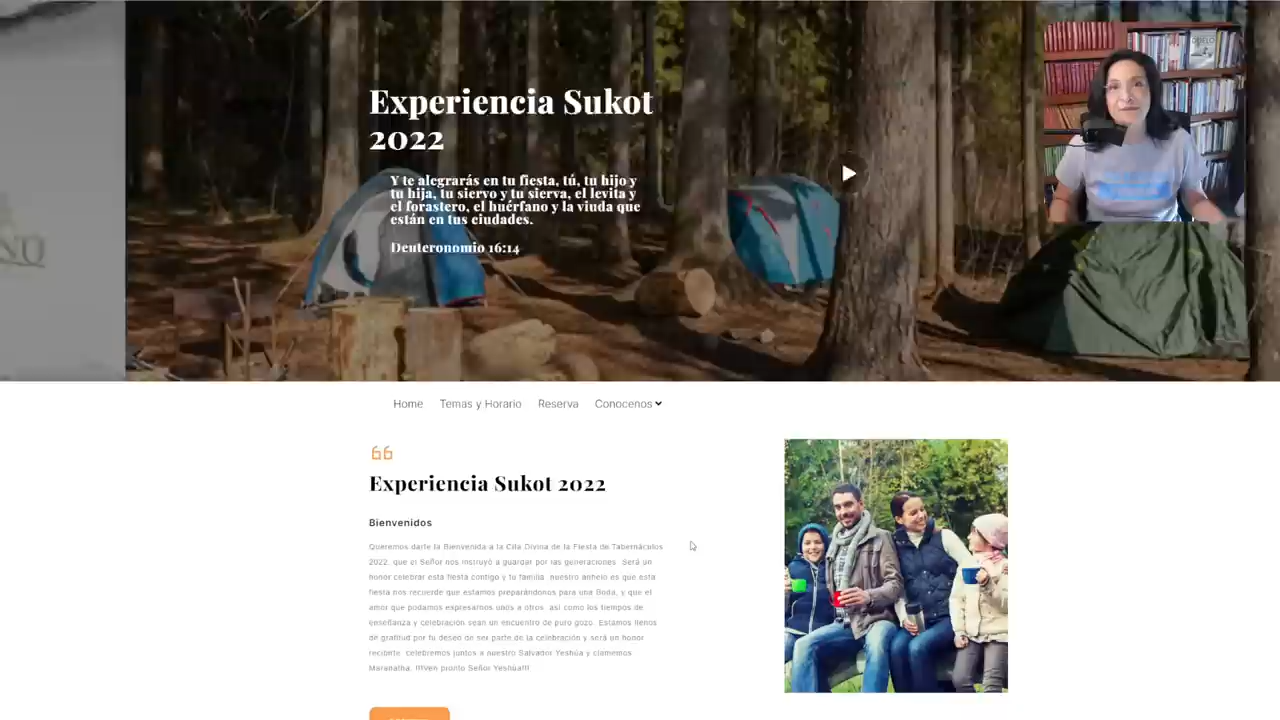 Experiencia Sukot
2022
Y te alegrarás en tu fiesta, tú, tu hijo y
tu hija, tu siervo y tu sierva, el levita y
el forastero, el huérfano y la viuda que
están en tus ciudades.
Deuteronomio 16:14
Home Temas y Horario Reserva Conocenos
Experiencia Sukot 2022
Bienvenidos
Queremos darle la Bienvenida a la Cita Divina de la Fiesta de Tabernáculos
2022, que el Señor nos instruyó a guardar por las generaciones. Será un
honor celebrar esta fiesta contigo y tu familia, nuestro anhelo es que esta
fiesta nos recuerde que estamos preparándonos para una Boda, y que el
amor que podamos expresarnos unos a otros, así como los tiempos de
enseñanza y celebración sean un encuentro de puro gozo. Estamos llenos
de gratitud por tu deseo de ser parte de la celebración y será un honor
recibirte, celebremos juntos a nuestro Salvador Yeshúa y clamemos
Maranatha, !!!Ven pronto Señor Yeshúa!!!